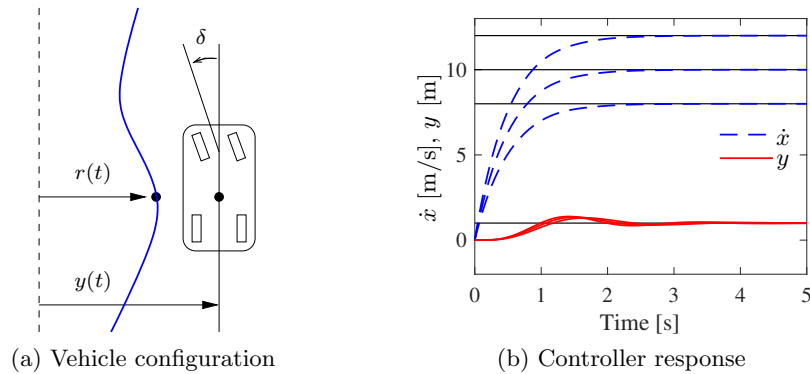 δ
r(t)
y(t)
(a) Vehicle configuration
ẋ [m/s], y [m]
10
5
0
ẋ
y
0 1 2 3 4 5
Time [s]
(b) Controller response